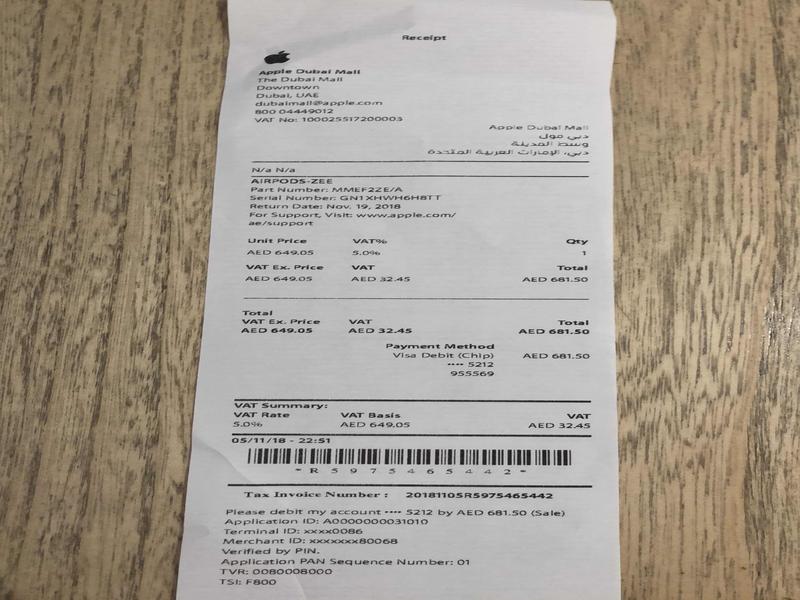 Receipt
Apple Dubai Mall
The Dubai Mall
Downtown
Dubai, UAE
dubaimall@apple.com
800 04449012
VAT No: 100025517200003
Apple Dubai Mall
دبي مول
وسط المدينة
دبي، الإمارات العربية المتحدة
N/a N/a
AIRPODS-ZEE
Part Number: MMEF2ZE/A
Serial Number: GN1XHWH6H8TT
Return Date: Nov. 19, 2018
For Support, Visit: www.apple.com/
ae/support
Unit Price VAT% Qty
AED 649.05 5.0% 1
VAT Ex. Price VAT Total
AED 649.05 AED 32.45 AED 681.50
Total
VAT Ex. Price VAT Total
AED 649.05 AED 32.45 AED 681.50
Payment Method
Visa Debit (Chip) AED 681.50
•••• 5212
955569
VAT Summary:
VAT Rate VAT Basis VAT
5.0% AED 649.05 AED 32.45
05/11/18 - 22:51
*R5975465442*
Tax Invoice Number : 20181105R5975465442
Please debit my account •••• 5212 by AED 681.50 (Sale)
Application ID: A0000000031010
Terminal ID: xxxx0086
Merchant ID: xxxxxxx80068
Verified by PIN.
Application PAN Sequence Number: 01
TVR: 0080008000
TSI: F800